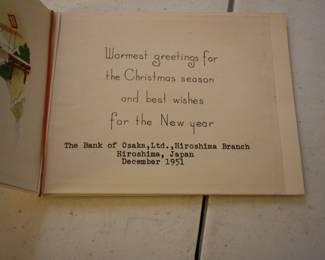 Warmest greetings for
the Christmas season
and best wishes
for the New year
The Bank of Osaka,Ltd.,Hiroshima Branch
Hiroshima, Japan
December 1951